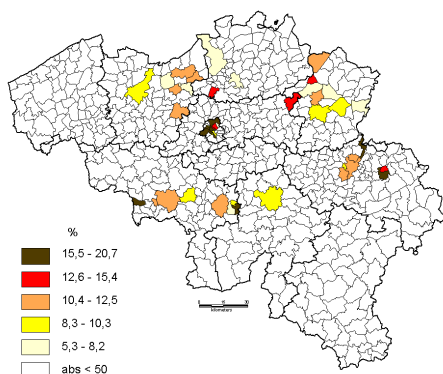 %
15,5 - 20,7
12,6 - 15,4
10,4 - 12,5
8,3 - 10,3
5,3 - 8,2
abs < 50
kilometers